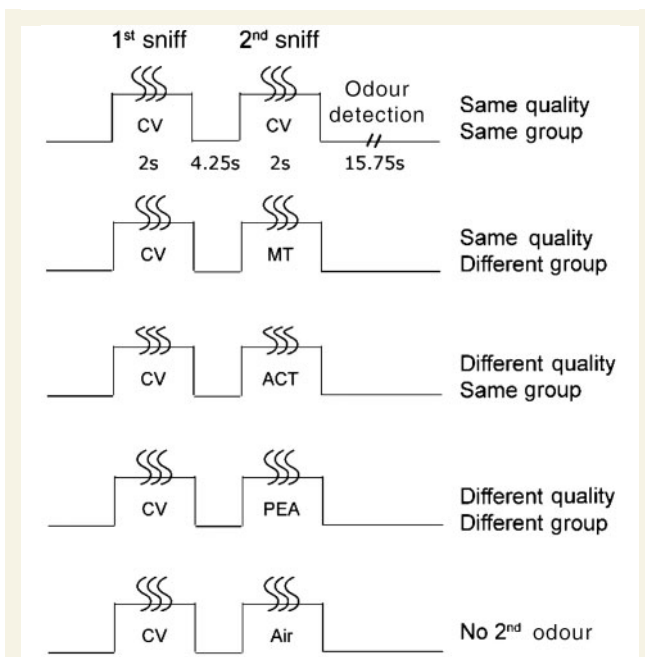 1st sniff 2nd sniff
Odour
detection
CV CV
Same quality
Same group
2s 4.25s 2s 15.75s
CV MT
Same quality
Different group
CV ACT
Different quality
Same group
CV PEA
Different quality
Different group
CV Air
No 2nd odour